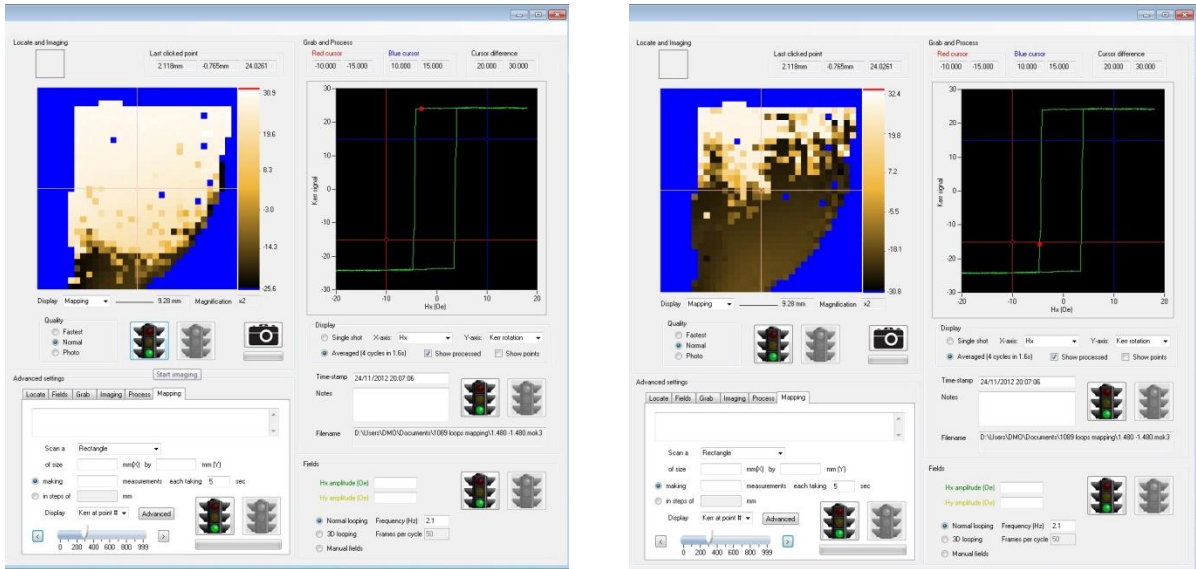 Locate and Imaging
Last clicked point
2.118mm -0.765mm 24.0261
30.9
19.6
8.3
-3.0
-14.3
-25.6
Display Mapping 9.28 mm Magnification x2
Quality
Fastest
Normal
Photo
Start imaging
Advanced settings
Locate Fields Grab Imaging Process Mapping
Scan a Rectangle
of size mm(X) by mm (Y)
making measurements each taking 5 sec
in steps of mm
Display Kerr at point # Advanced
< >
0 200 400 600 800 999
Grab and Process
Red cursor Blue cursor Cursor difference
-10.000 -15.000 10.000 15.000 20.000 30.000
30
20
10
0
-10
-20
-30
Kerr signal
-20 -10 0 10 20
Hx (Oe)
Display
Single shot X-axis: Hx Y-axis: Kerr rotation
Averaged (4 cycles in 1.6s) Show processed Show points
Time-stamp 24/11/2012 20:07:06
Notes
Filename D:\Users\DMO\Documents\1089 loops mapping\1.480 -1.480.mok3
Fields
Hx amplitude (Oe)
Hy amplitude (Oe)
Normal looping Frequency (Hz) 2.1
3D looping Frames per cycle 50
Manual fields
Locate and Imaging
Last clicked point
2.118mm -0.765mm 24.0261
32.4
19.8
7.2
-5.5
-18.1
-30.8
Display Mapping 9.28 mm Magnification x2
Quality
Fastest
Normal
Photo
Advanced settings
Locate Fields Grab Imaging Process Mapping
Scan a Rectangle
of size mm(X) by mm (Y)
making measurements each taking 5 sec
in steps of mm
Display Kerr at point # Advanced
< >
0 200 400 600 800 999
Grab and Process
Red cursor Blue cursor Cursor difference
-10.000 -15.000 10.000 15.000 20.000 30.000
30
20
10
0
-10
-20
-30
Kerr signal
-20 -10 0 10 20
Hx (Oe)
Display
Single shot X-axis: Hx Y-axis: Kerr rotation
Averaged (4 cycles in 1.6s) Show processed Show points
Time-stamp 24/11/2012 20:07:06
Notes
Filename D:\Users\DMO\Documents\1089 loops mapping\1.480 -1.480.mok3
Fields
Hx amplitude (Oe)
Hy amplitude (Oe)
Normal looping Frequency (Hz) 2.1
3D looping Frames per cycle 50
Manual fields